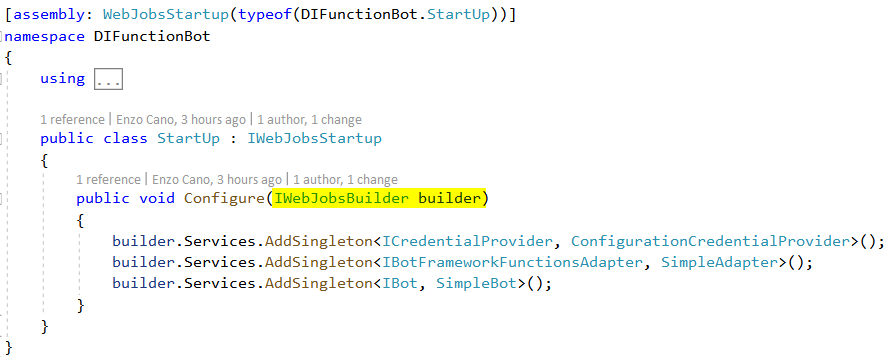 [assembly: WebJobsStartup(typeof(DIFunctionBot.StartUp))]
namespace DIFunctionBot
{
using ...
1 reference | Enzo Cano, 3 hours ago | 1 author, 1 change
public class StartUp : IWebJobsStartup
{
1 reference | Enzo Cano, 3 hours ago | 1 author, 1 change
public void Configure(IWebJobsBuilder builder)
{
builder.Services.AddSingleton<ICredentialProvider, ConfigurationCredentialProvider>();
builder.Services.AddSingleton<IBotFrameworkFunctionsAdapter, SimpleAdapter>();
builder.Services.AddSingleton<IBot, SimpleBot>();
}
}
}